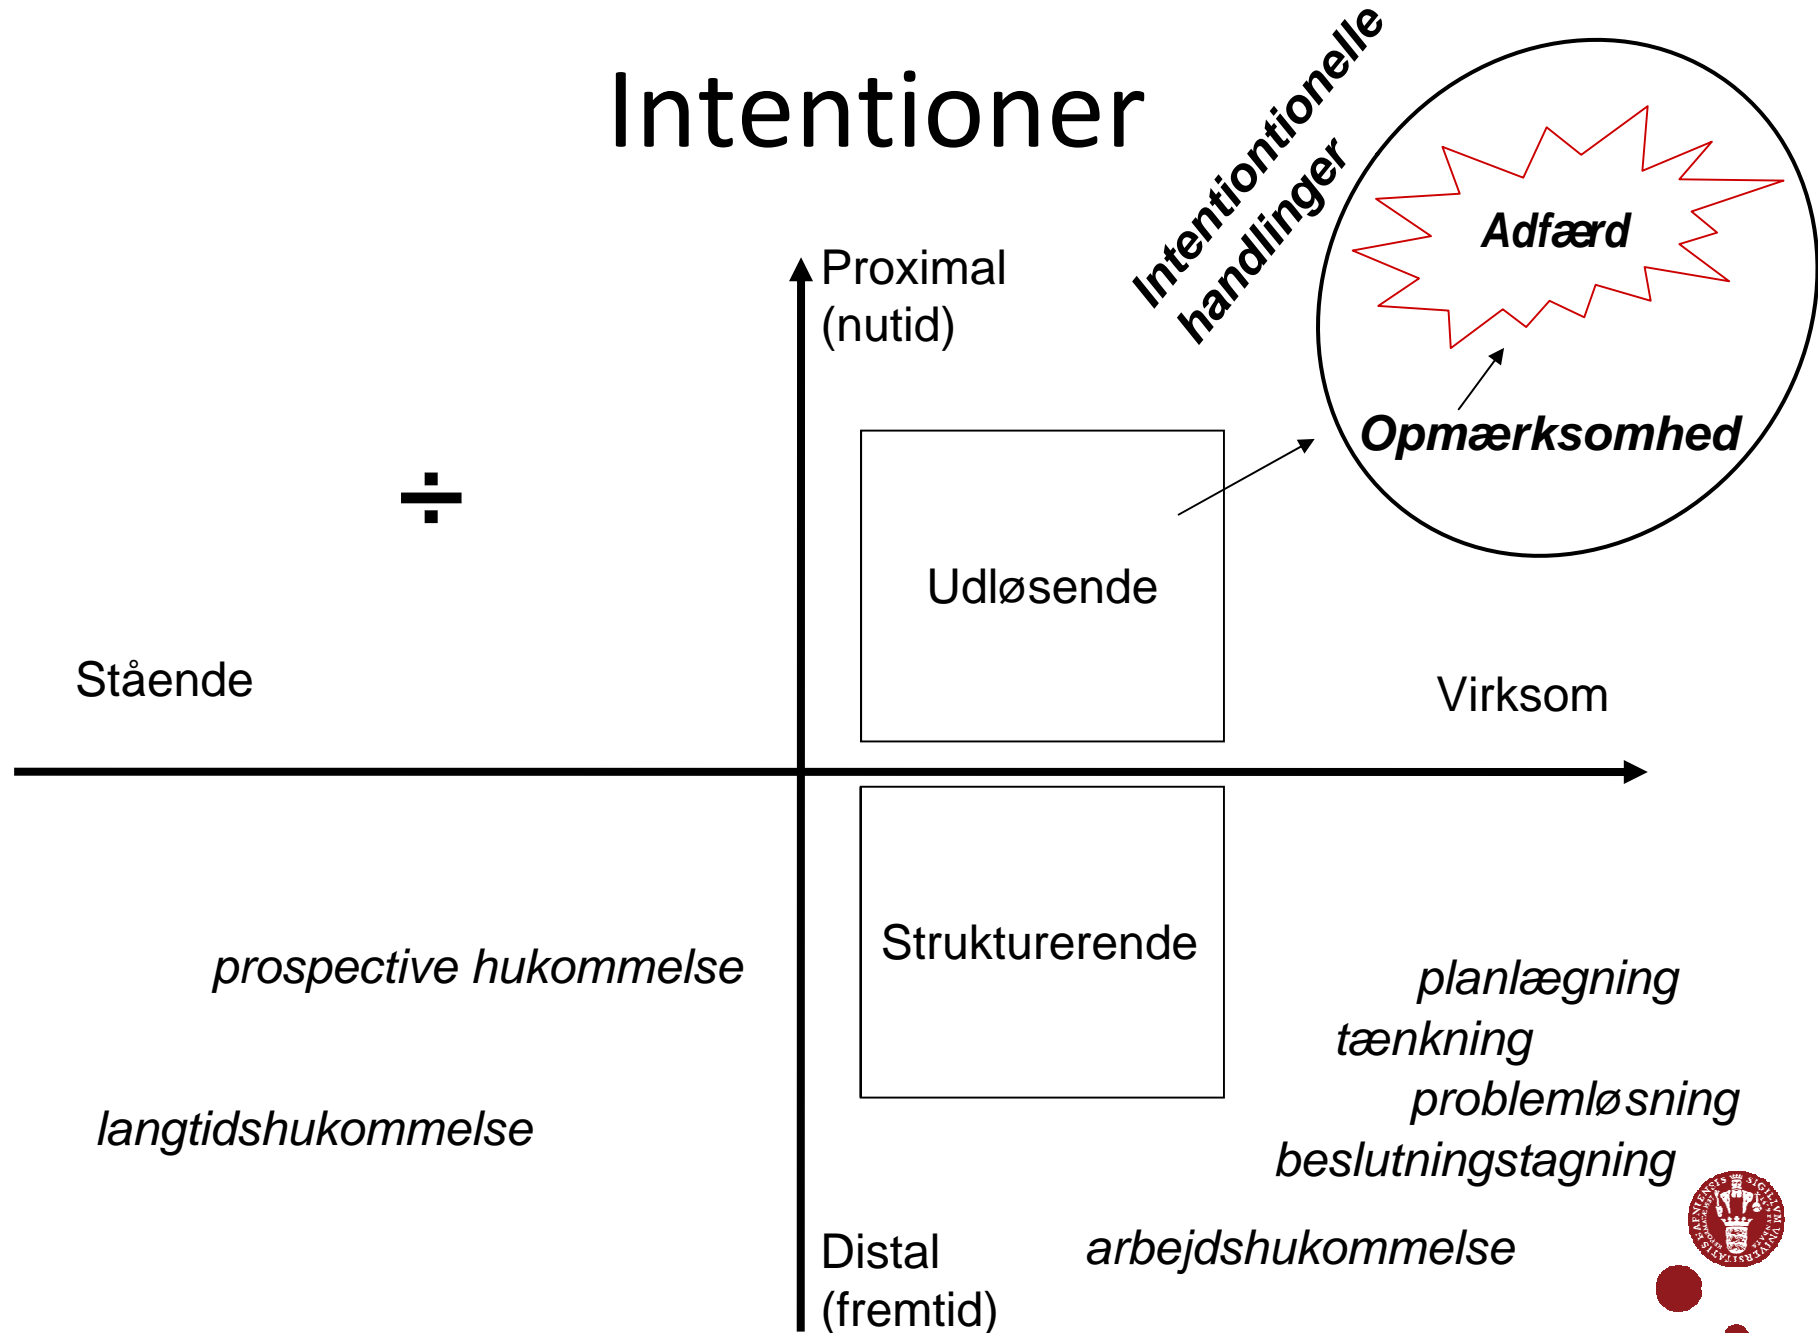 Intentioner
Intentiontionelle
handlinger
Adfærd
Opmærksomhed
Proximal
(nutid)
÷
Udløsende
Stående
Virksom
Strukturerende
prospective hukommelse
langtidshukommelse
planlægning
tænkning
problemløsning
beslutningstagning
arbejdshukommelse
Distal
(fremtid)